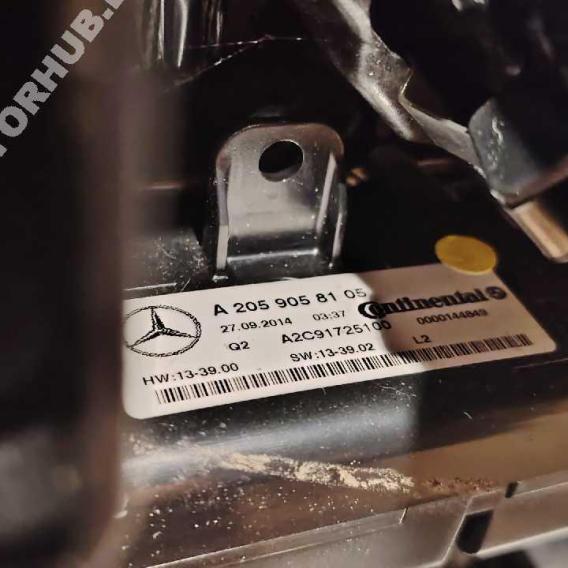 TORHUB.
A 205 905 81 05
Continental
27.09.2014 03:37
0000144849
Q2 A2C91725100
HW:13-39.00 SW:13-39.02 L2